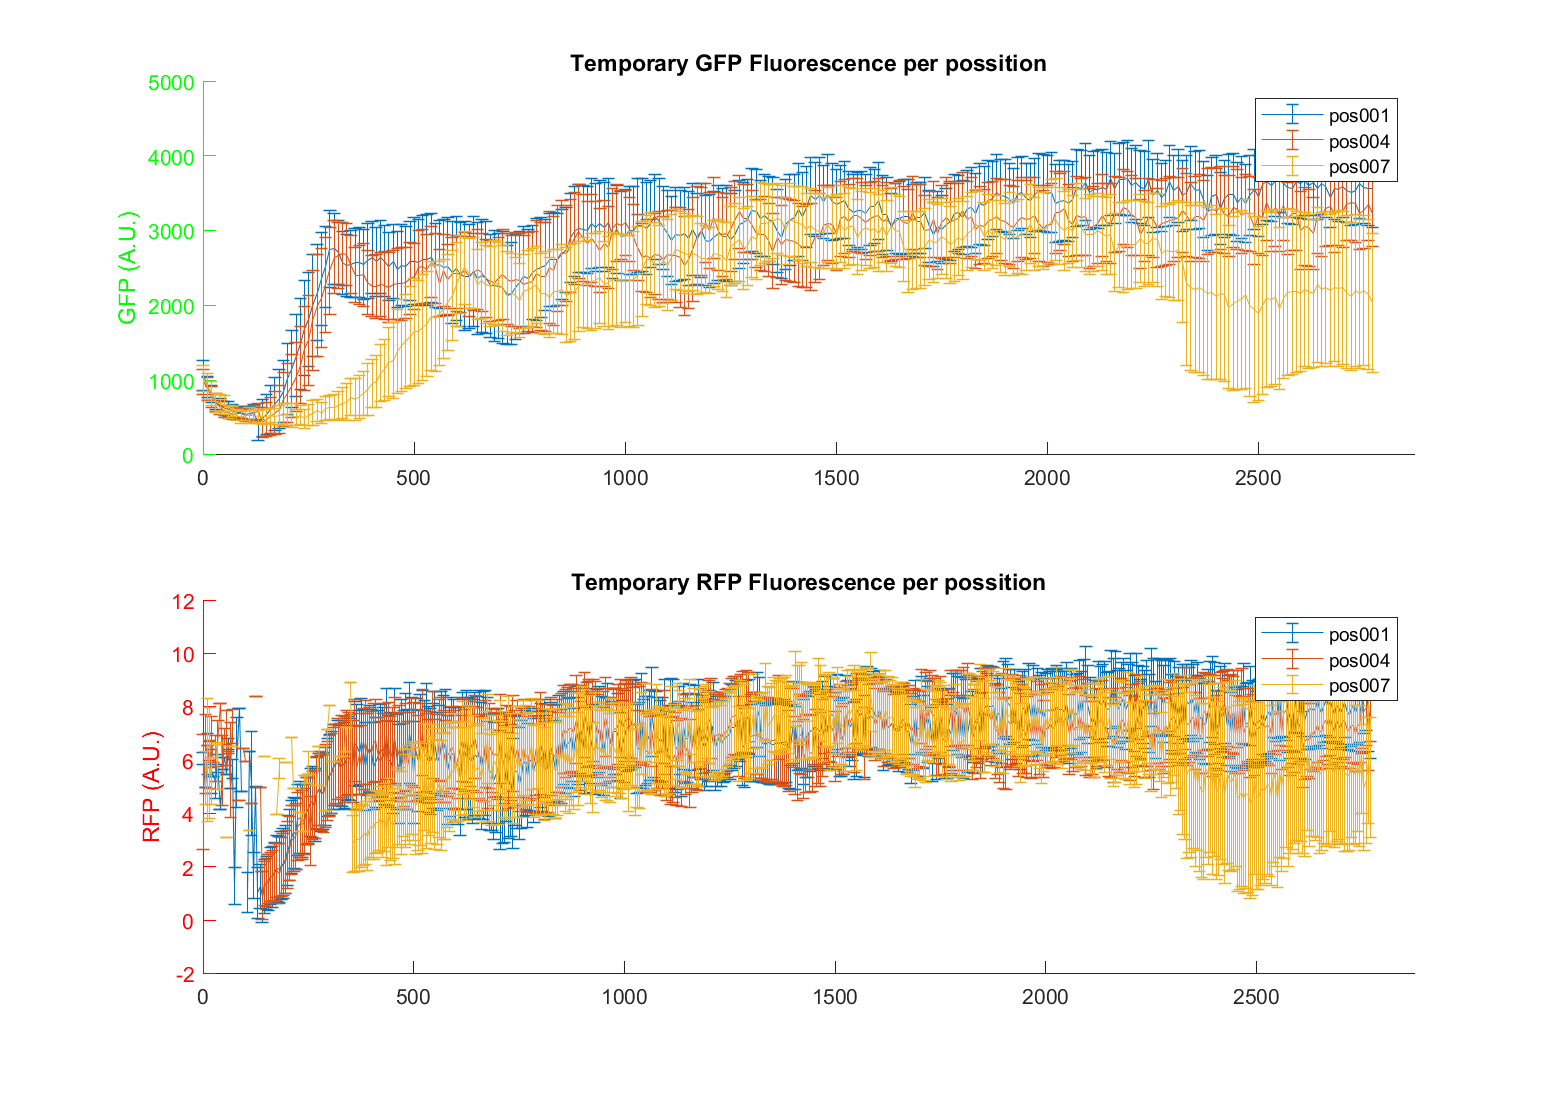 Temporary GFP Fluorescence per possition
5000
4000
3000
2000
1000
0
GFP (A.U.)
0 500 1000 1500 2000 2500
pos001
pos004
pos007
Temporary RFP Fluorescence per possition
12
10
8
6
4
2
0
-2
RFP (A.U.)
0 500 1000 1500 2000 2500
pos001
pos004
pos007